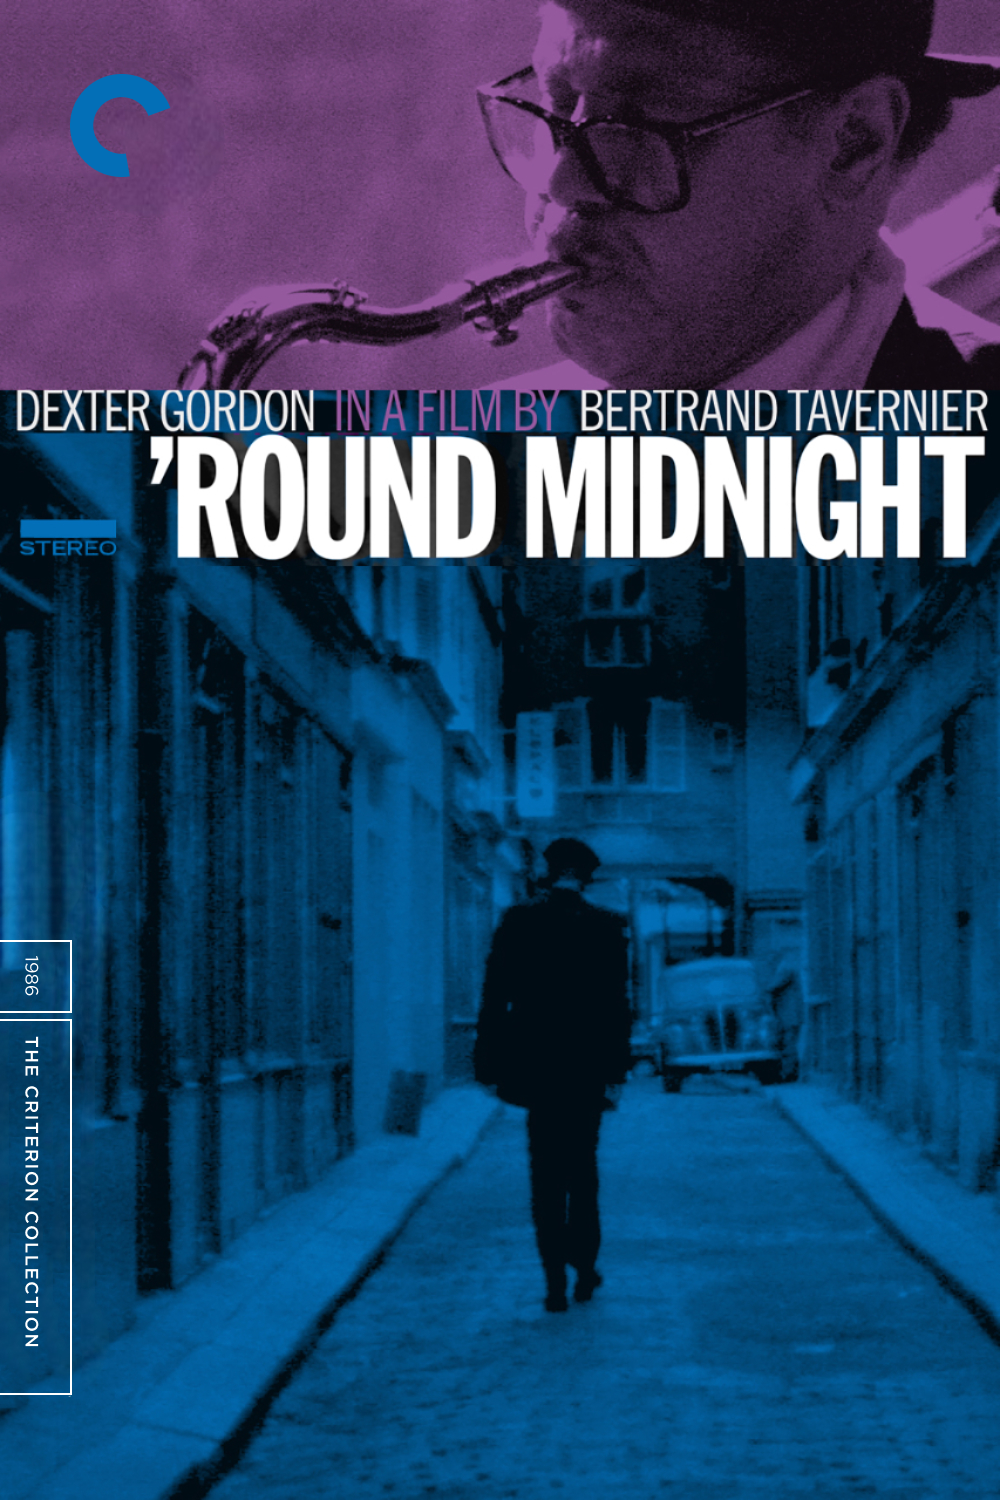 DEXTER GORDON IN A FILM BY BERTRAND TAVERNIER
’ROUND MIDNIGHT
STEREO
1986
THE CRITERION COLLECTION